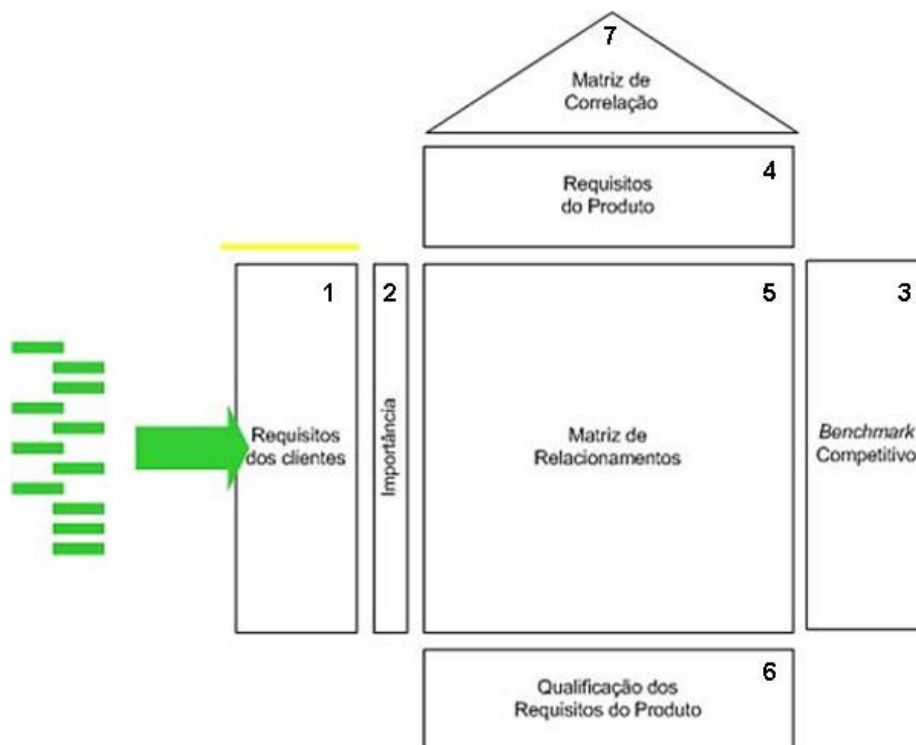 7
Matriz de
Correlação
4
Requisitos
do Produto
1
2
5
3
Requisitos
dos clientes
Importância
Matriz de
Relacionamentos
Benchmark
Competitivo
6
Qualificação dos
Requisitos do Produto